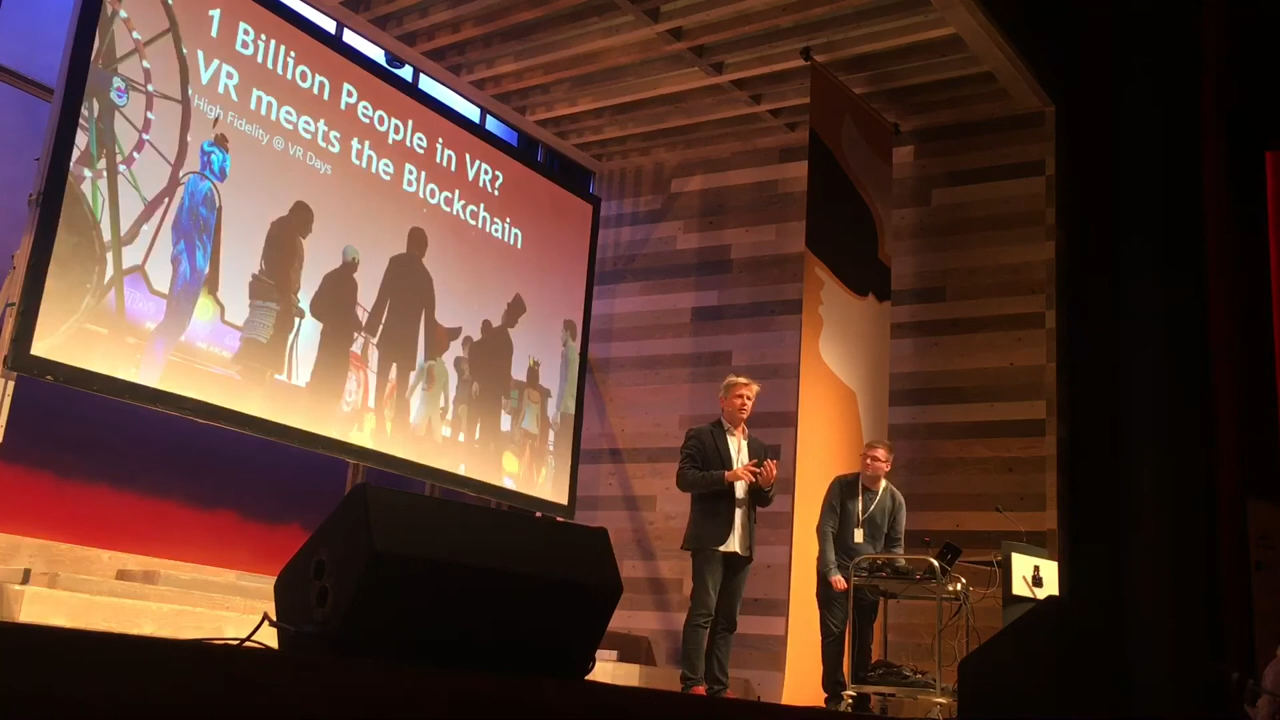 1 Billion People in VR?
VR meets the Blockchain
High Fidelity @ VR Days